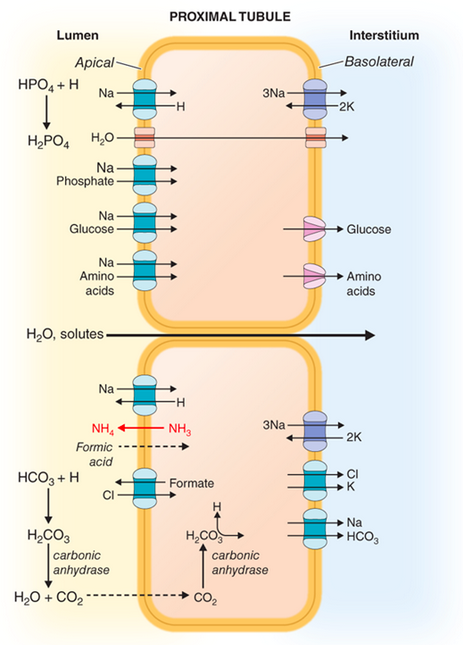 PROXIMAL TUBULE
Lumen
Interstitium
Apical
Basolateral
HPO4 + H
H2PO4
Na
H
3Na
2K
H2O
Na
Phosphate
Na
Glucose
Glucose
Na
Amino
acids
Amino
acids
H2O, solutes
Na
H
NH4
NH3
Formic
acid
3Na
2K
HCO3 + H
Formate
Cl
Cl
K
H
H2CO3
carbonic
anhydrase
H2CO3
carbonic
anhydrase
Na
HCO3
H2O + CO2
CO2